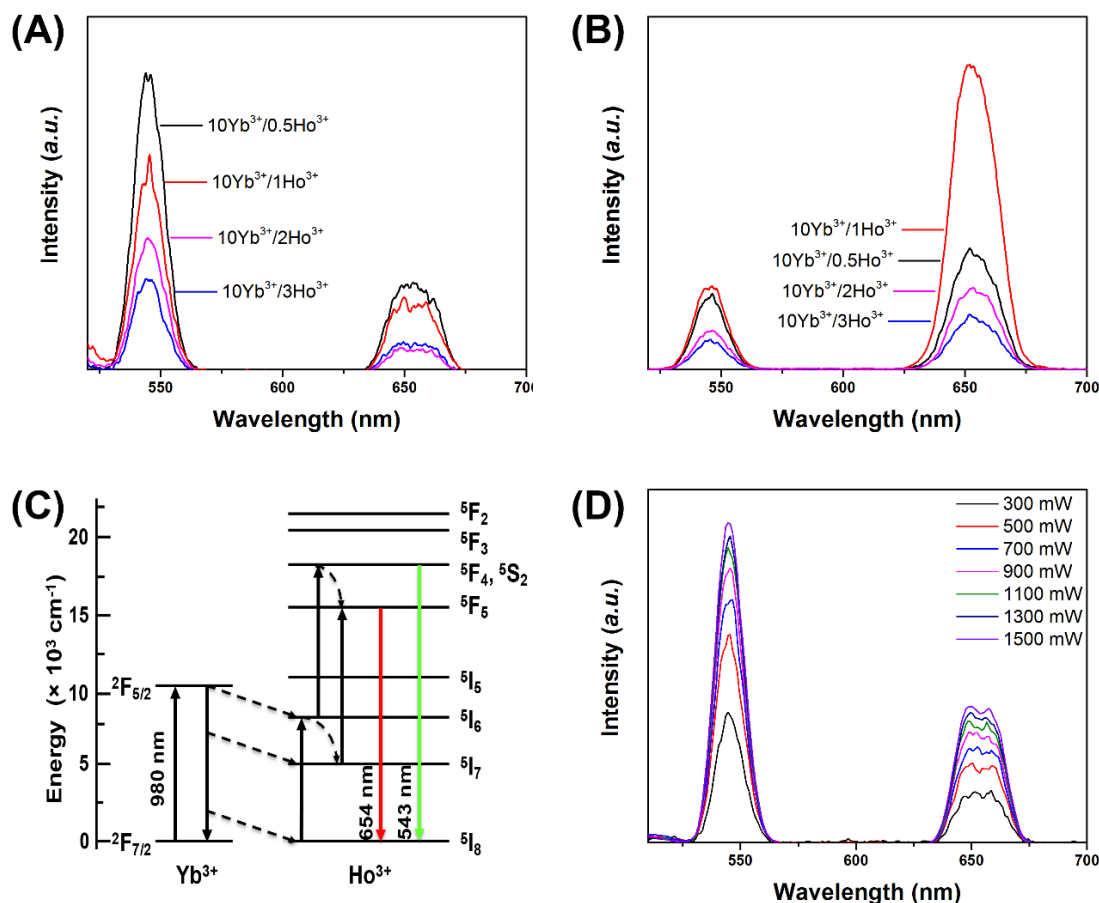 (A)
Intensity (a.u.)
10Yb³⁺/0.5Ho³⁺
10Yb³⁺/1Ho³⁺
10Yb³⁺/2Ho³⁺
10Yb³⁺/3Ho³⁺
550 600 650 700
Wavelength (nm)
(B)
Intensity (a.u.)
10Yb³⁺/1Ho³⁺
10Yb³⁺/0.5Ho³⁺
10Yb³⁺/2Ho³⁺
10Yb³⁺/3Ho³⁺
550 600 650 700
Wavelength (nm)
(C)
Energy (× 10³ cm⁻¹)
20
15
10
5
0
²F₅/₂
²F₇/₂
980 nm
Yb³⁺
⁵F₂
⁵F₃
⁵F₄, ⁵S₂
⁵F₅
⁵I₅
⁵I₆
⁵I₇
⁵I₈
654 nm
543 nm
Ho³⁺
(D)
Intensity (a.u.)
300 mW
500 mW
700 mW
900 mW
1100 mW
1300 mW
1500 mW
550 600 650 700
Wavelength (nm)